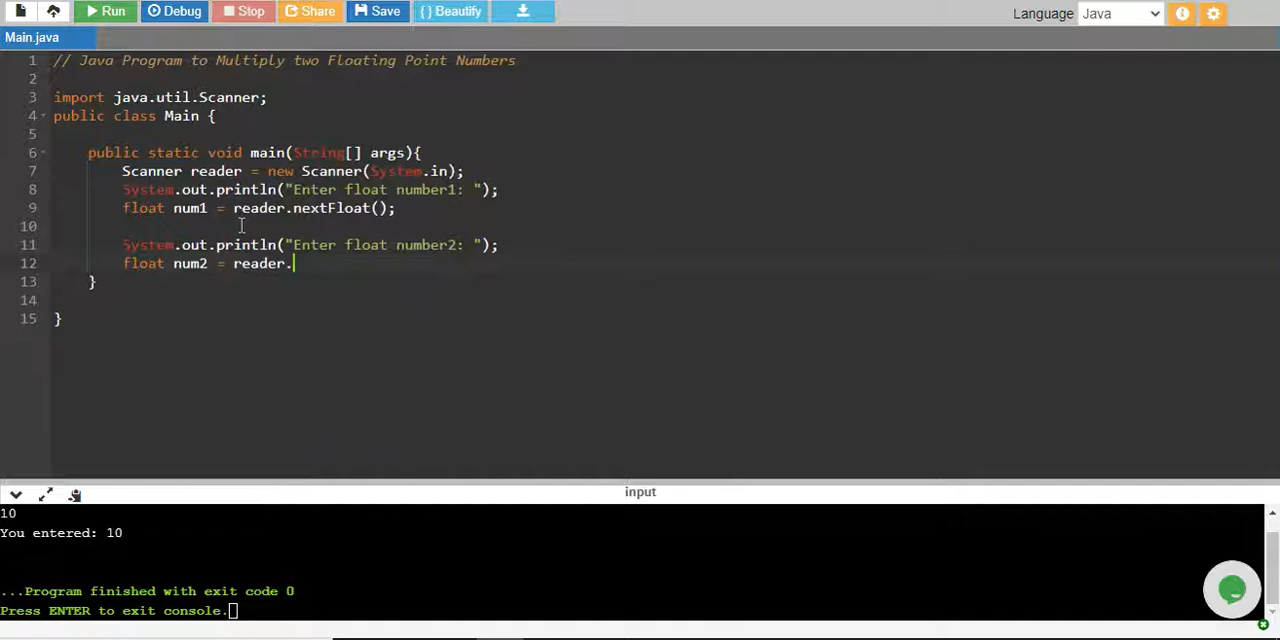 Run Debug Stop Share Save { } Beautify Language Java
Main.java
1 // Java Program to Multiply two Floating Point Numbers
2
3 import java.util.Scanner;
4 public class Main {
5
6 public static void main(String[] args){
7 Scanner reader = new Scanner(System.in);
8 System.out.println("Enter float number1: ");
9 float num1 = reader.nextFloat();
10
11 System.out.println("Enter float number2: ");
12 float num2 = reader.
13 }
14
15 }
input
10
You entered: 10
...Program finished with exit code 0
Press ENTER to exit console.